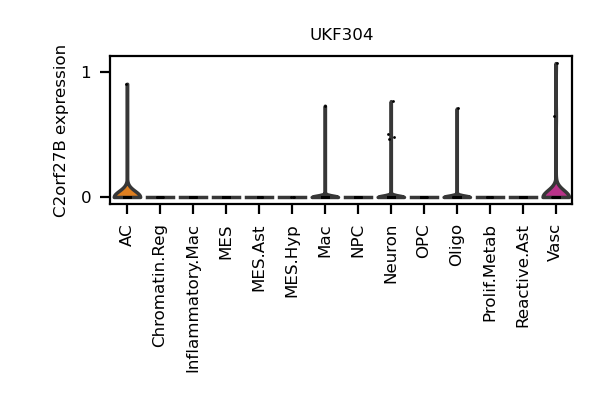 UKF304
C2orf27B expression
1
0
AC
Chromatin.Reg
Inflammatory.Mac
MES
MES.Ast
MES.Hyp
Mac
NPC
Neuron
OPC
Oligo
Prolif.Metab
Reactive.Ast
Vasc